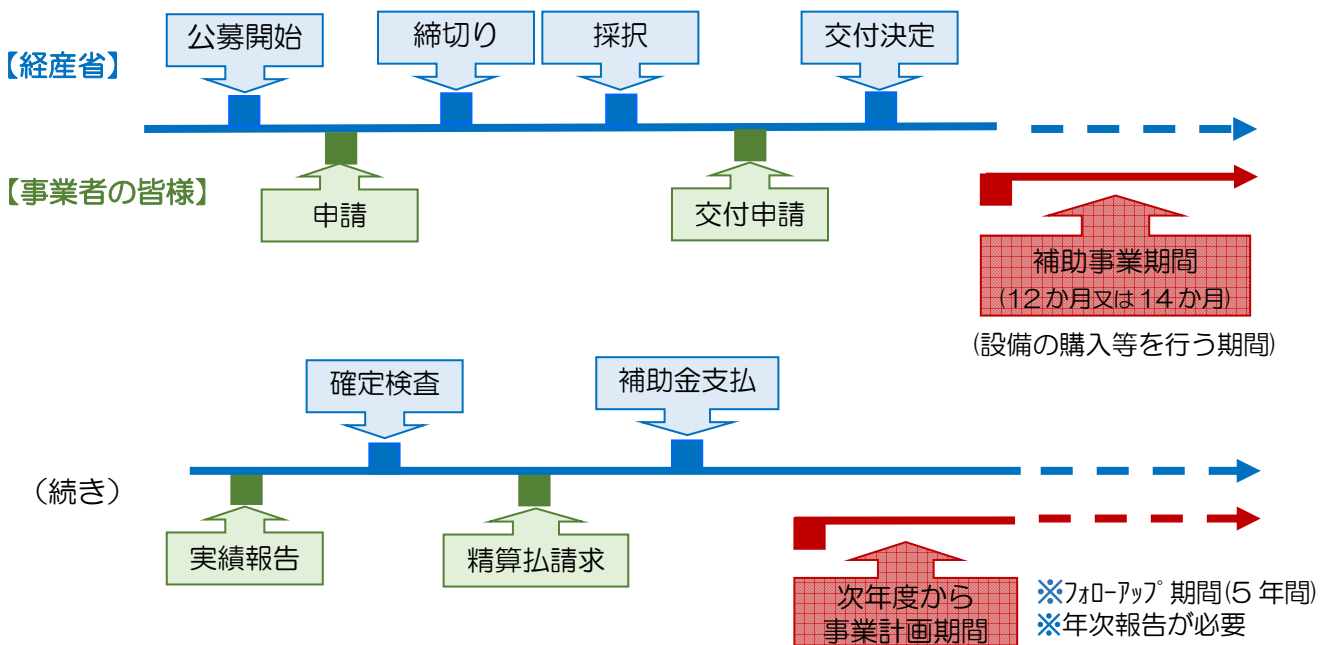 公募開始
締切り
採択
交付決定
【経産省】
【事業者の皆様】
申請
交付申請
補助事業期間
(12か月又は14か月)
(設備の購入等を行う期間)
確定検査
補助金支払
（続き）
実績報告
精算払請求
次年度から
事業計画期間
※ﾌｫﾛｰｱｯﾌﾟ期間(5年間)
※年次報告が必要